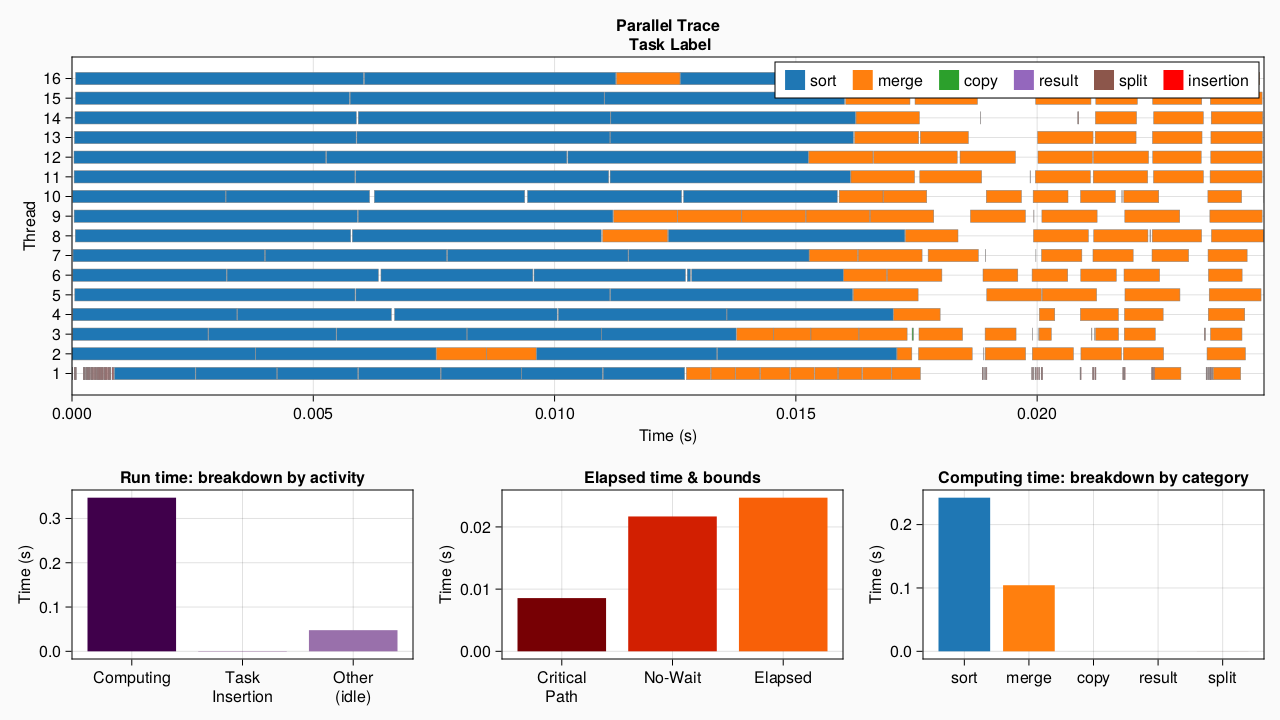 Parallel Trace
Task Label
sort merge copy result split insertion
Thread
16
15
14
13
12
11
10
9
8
7
6
5
4
3
2
1
0.000 0.005 0.010 0.015 0.020
Time (s)
Run time: breakdown by activity
Time (s)
0.3
0.2
0.1
0.0
Computing Task Insertion Other (idle)
Elapsed time & bounds
Time (s)
0.02
0.01
0.00
Critical Path No-Wait Elapsed
Computing time: breakdown by category
Time (s)
0.2
0.1
0.0
sort merge copy result split